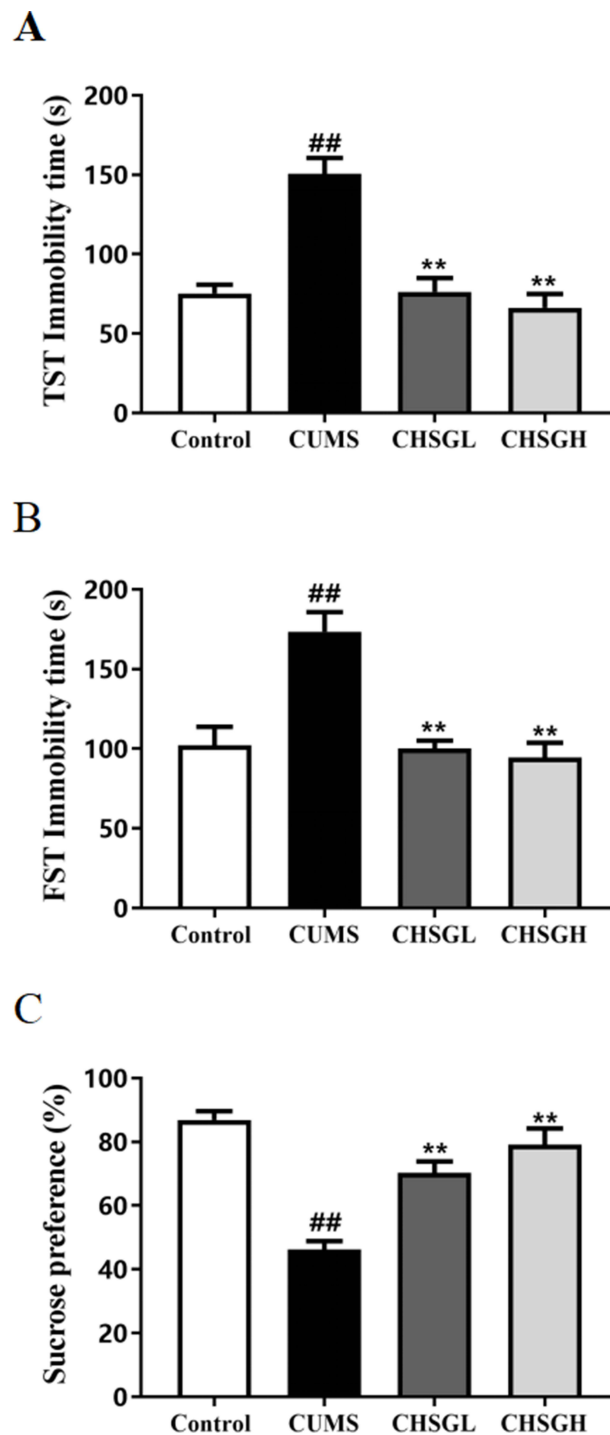 A
TST Immobility time (s)
200
150
100
50
0
##
**
**
Control CUMS CHSGL CHSGH
B
FST Immobility time (s)
200
150
100
50
0
##
**
**
Control CUMS CHSGL CHSGH
C
Sucrose preference (%)
100
80
60
40
20
0
##
**
**
Control CUMS CHSGL CHSGH